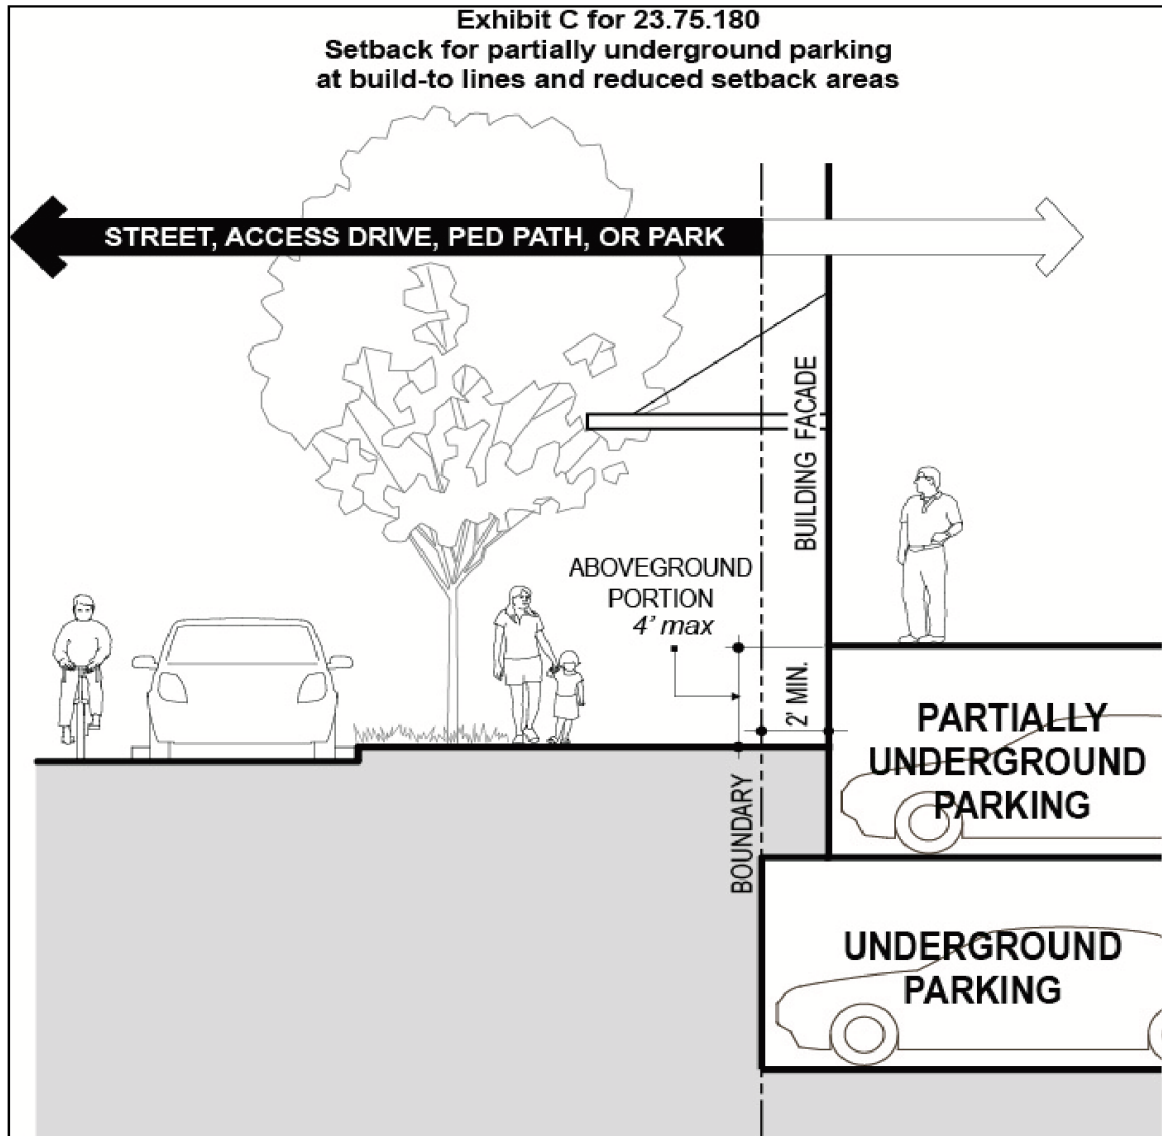 Exhibit C for 23.75.180
Setback for partially underground parking
at build-to lines and reduced setback areas
STREET, ACCESS DRIVE, PED PATH, OR PARK
BUILDING FACADE
ABOVEGROUND
PORTION
4’ max
2’ MIN.
BOUNDARY
PARTIALLY
UNDERGROUND
PARKING
UNDERGROUND
PARKING